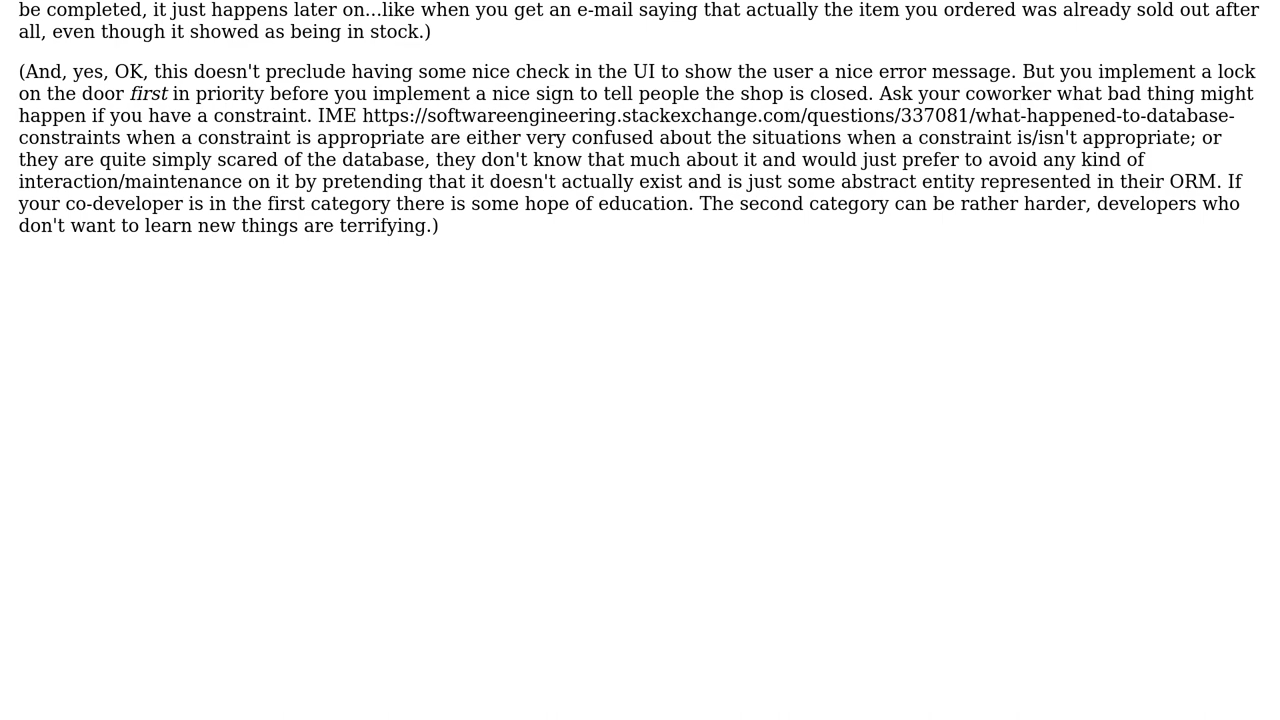 be completed, it just happens later on...like when you get an e-mail saying that actually the item you ordered was already sold out after
all, even though it showed as being in stock.)
(And, yes, OK, this doesn't preclude having some nice check in the UI to show the user a nice error message. But you implement a lock
on the door first in priority before you implement a nice sign to tell people the shop is closed. Ask your coworker what bad thing might
happen if you have a constraint. IME https://softwareengineering.stackexchange.com/questions/337081/what-happened-to-database-
constraints when a constraint is appropriate are either very confused about the situations when a constraint is/isn't appropriate; or
they are quite simply scared of the database, they don't know that much about it and would just prefer to avoid any kind of
interaction/maintenance on it by pretending that it doesn't actually exist and is just some abstract entity represented in their ORM. If
your co-developer is in the first category there is some hope of education. The second category can be rather harder, developers who
don't want to learn new things are terrifying.)